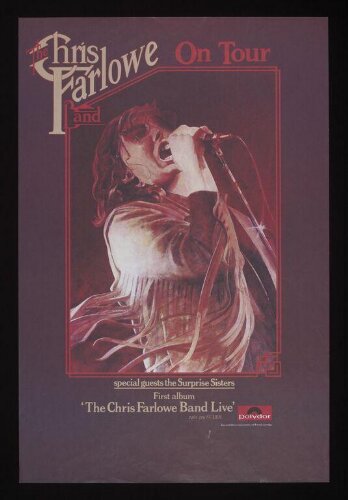 The
Chris
Farlowe
Band
On Tour
special guests the Surprise Sisters
First album
'The Chris Farlowe Band Live'
Polydor